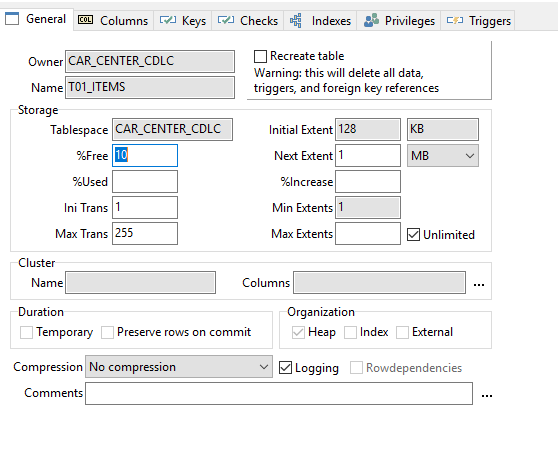 General Columns Keys Checks Indexes Privileges Triggers
Owner CAR_CENTER_CDLC Recreate table
Name T01_ITEMS Warning: this will delete all data,
triggers, and foreign key references
Storage
Tablespace CAR_CENTER_CDLC Initial Extent 128 KB
%Free 10 Next Extent 1 MB
%Used %Increase
Ini Trans 1 Min Extents 1
Max Trans 255 Max Extents Unlimited
Cluster
Name Columns ...
Duration Organization
Temporary Preserve rows on commit Heap Index External
Compression No compression Logging Rowdependencies
Comments ...